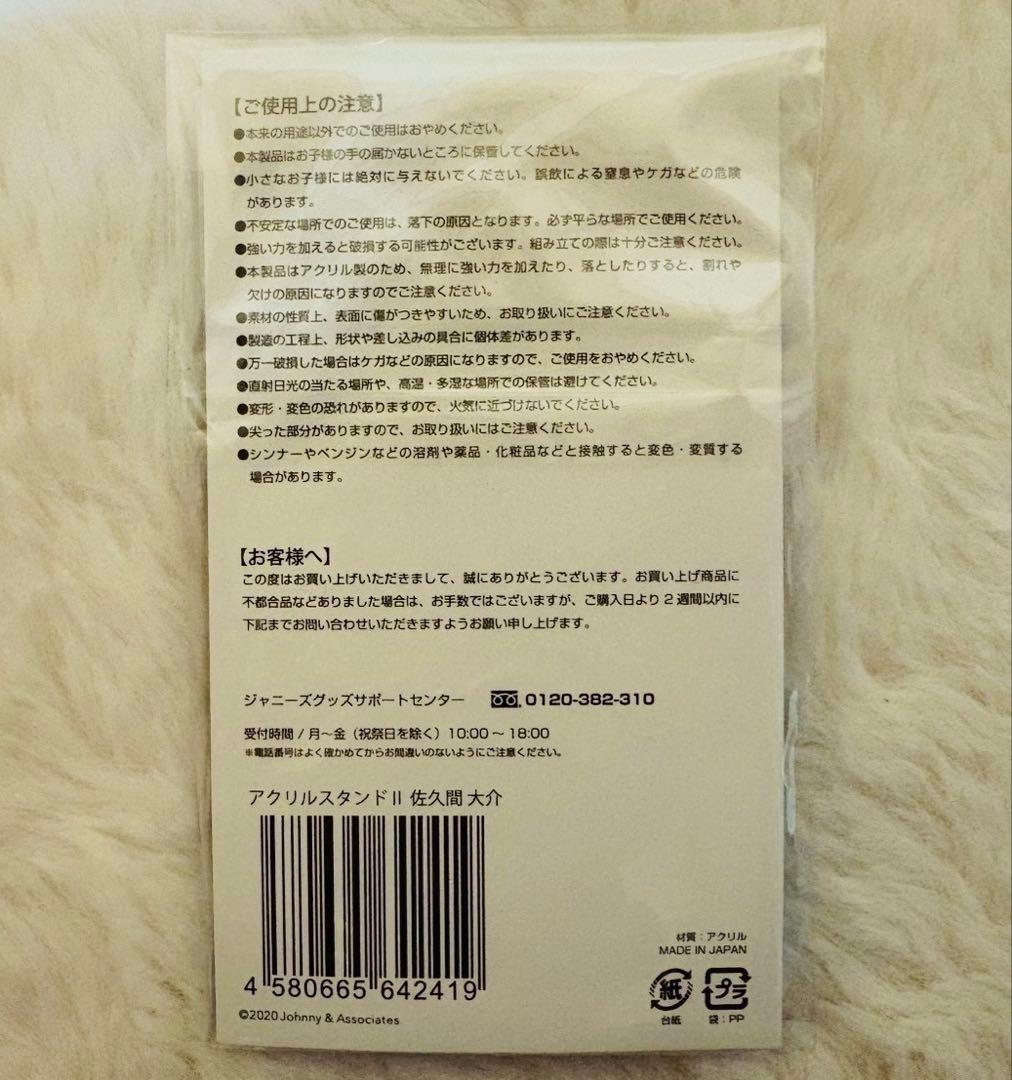 【ご使用上の注意】
●本来の用途以外でのご使用はおやめください。
●本製品はお子様の手の届かないところに保管してください。
●小さなお子様には絶対に与えないでください。誤飲による窒息やケガなどの危険
があります。
●不安定な場所でのご使用は、落下の原因となります。必ず平らな場所でご使用ください。
●強い力を加えると破損する可能性がございます。組み立ての際は十分ご注意ください。
●本製品はアクリル製のため、無理に強い力を加えたり、落としたりすると、割れや
欠けの原因になりますのでご注意ください。
●素材の性質上、表面に傷がつきやすいため、お取り扱いにご注意ください。
●製造の工程上、形状や差し込みの具合に個体差があります。
●万一破損した場合はケガなどの原因になりますので、ご使用をおやめください。
●直射日光の当たる場所や、高温・多湿な場所での保管は避けてください。
●変形・変色の恐れがありますので、火気に近づけないでください。
●尖った部分がありますので、お取り扱いにはご注意ください。
●シンナーやベンジンなどの溶剤や薬品・化粧品などと接触すると変色・変質する
場合があります。
【お客様へ】
この度はお買い上げいただきまして、誠にありがとうございます。お買い上げ商品に
不都合品などありました場合は、お手数ではございますが、ご購入日より2週間以内に
下記までお問い合わせいただきますようお願い申し上げます。
ジャニーズグッズサポートセンター 0120-382-310
受付時間 / 月〜金（祝祭日を除く）10:00 〜 18:00
※電話番号はよく確かめてからお間違いのないようにご注意ください。
アクリルスタンドⅡ 佐久間 大介
4 580665 642419
©2020 Johnny & Associates
材質：アクリル
MADE IN JAPAN
紙 プラ
台紙 袋：PP